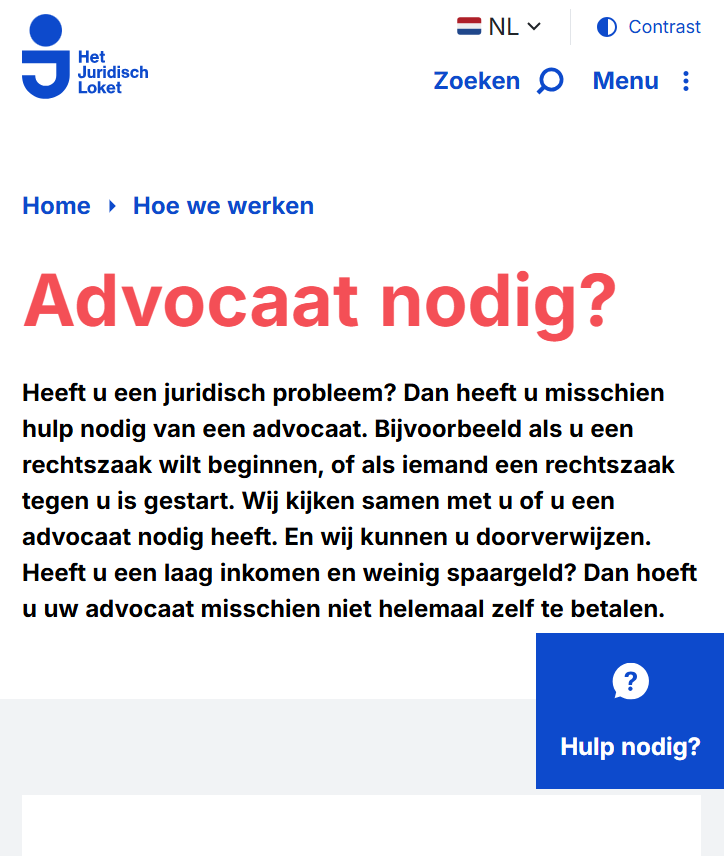 NL
Contrast
Het
Juridisch
Loket
Zoeken
Menu
Home
Hoe we werken
Advocaat nodig?
Heeft u een juridisch probleem? Dan heeft u misschien
hulp nodig van een advocaat. Bijvoorbeeld als u een
rechtszaak wilt beginnen, of als iemand een rechtszaak
tegen u is gestart. Wij kijken samen met u of u een
advocaat nodig heeft. En wij kunnen u doorverwijzen.
Heeft u een laag inkomen en weinig spaargeld? Dan hoeft
u uw advocaat misschien niet helemaal zelf te betalen.
?
Hulp nodig?